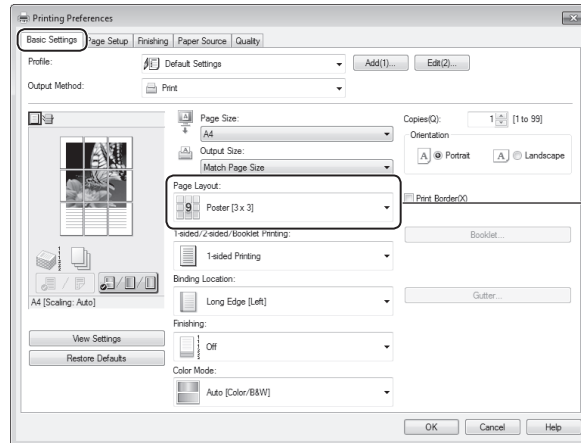 Printing Preferences
Basic Settings Page Setup Finishing Paper Source Quality
Profile: Default Settings Add(1)... Edit(2)...
Output Method: Print
Page Size:
A4
Output Size:
Match Page Size
Copies(Q): 1 [1 to 99]
Orientation
A Portrait A Landscape
Page Layout:
9 Poster [3 x 3]
Print Border(X)
1-sided/2-sided/Booklet Printing:
1-sided Printing
Booklet...
Binding Location:
Long Edge [Left]
Gutter...
A4 [Scaling: Auto]
View Settings
Restore Defaults
Finishing:
Off
Color Mode:
Auto [Color/B&W]
OK Cancel Help